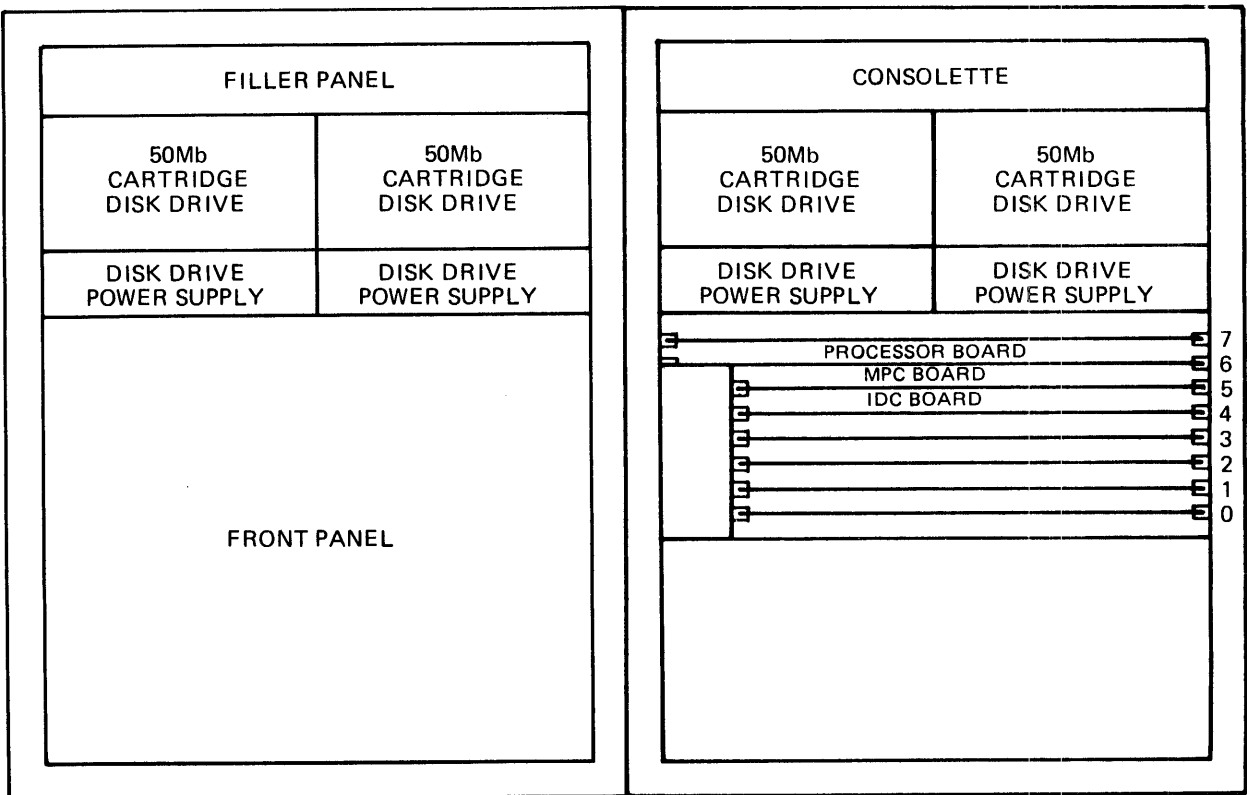 FILLER PANEL
50Mb
CARTRIDGE
DISK DRIVE
50Mb
CARTRIDGE
DISK DRIVE
DISK DRIVE
POWER SUPPLY
DISK DRIVE
POWER SUPPLY
FRONT PANEL
CONSOLETTE
50Mb
CARTRIDGE
DISK DRIVE
50Mb
CARTRIDGE
DISK DRIVE
DISK DRIVE
POWER SUPPLY
DISK DRIVE
POWER SUPPLY
7
PROCESSOR BOARD
6
MPC BOARD
5
IDC BOARD
4
3
2
1
0